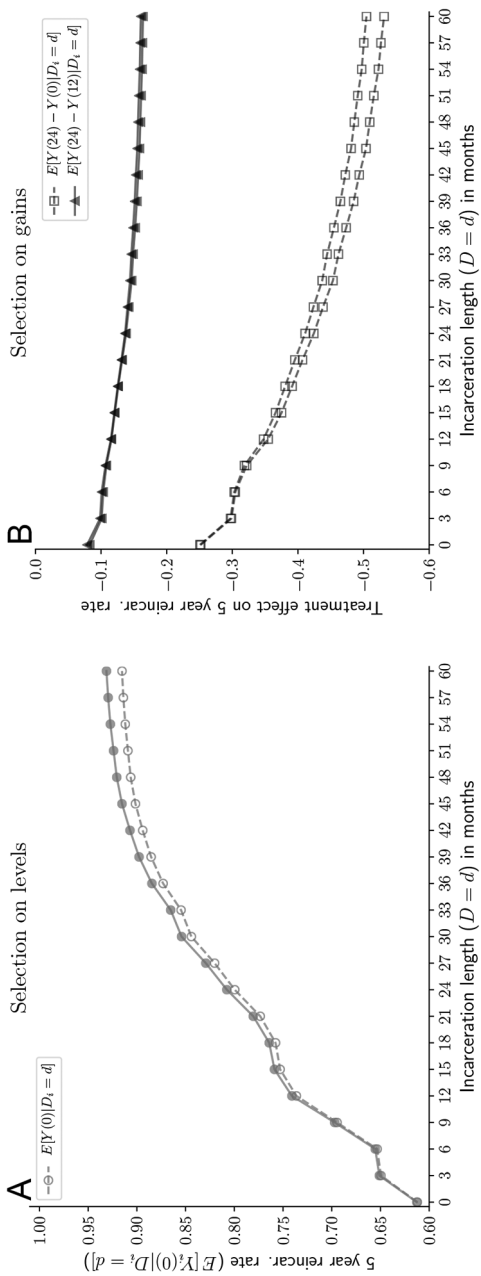 A
Selection on levels
E[Y(0)|D_i = d]
5 year reincar. rate (E[Y_i(0)|D_i = d])
1.00
0.95
0.90
0.85
0.80
0.75
0.70
0.65
0.60
0 3 6 9 12 15 18 21 24 27 30 33 36 39 42 45 48 51 54 57 60
Incarceration length (D = d) in months
B
Selection on gains
E[Y(24) − Y(0)|D_i = d]
E[Y(24) − Y(12)|D_i = d]
Treatment effect on 5 year reincar. rate
0.0
−0.1
−0.2
−0.3
−0.4
−0.5
−0.6
0 3 6 9 12 15 18 21 24 27 30 33 36 39 42 45 48 51 54 57 60
Incarceration length (D = d) in months